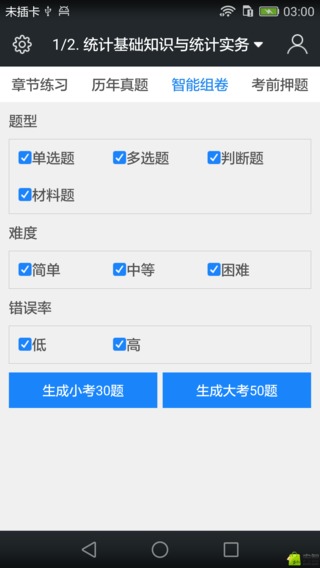 未插卡 03:00
1/2. 统计基础知识与统计实务
章节练习 历年真题 智能组卷 考前押题
题型
单选题 多选题 判断题
材料题
难度
简单 中等 困难
错误率
低 高
生成小考30题 生成大考50题